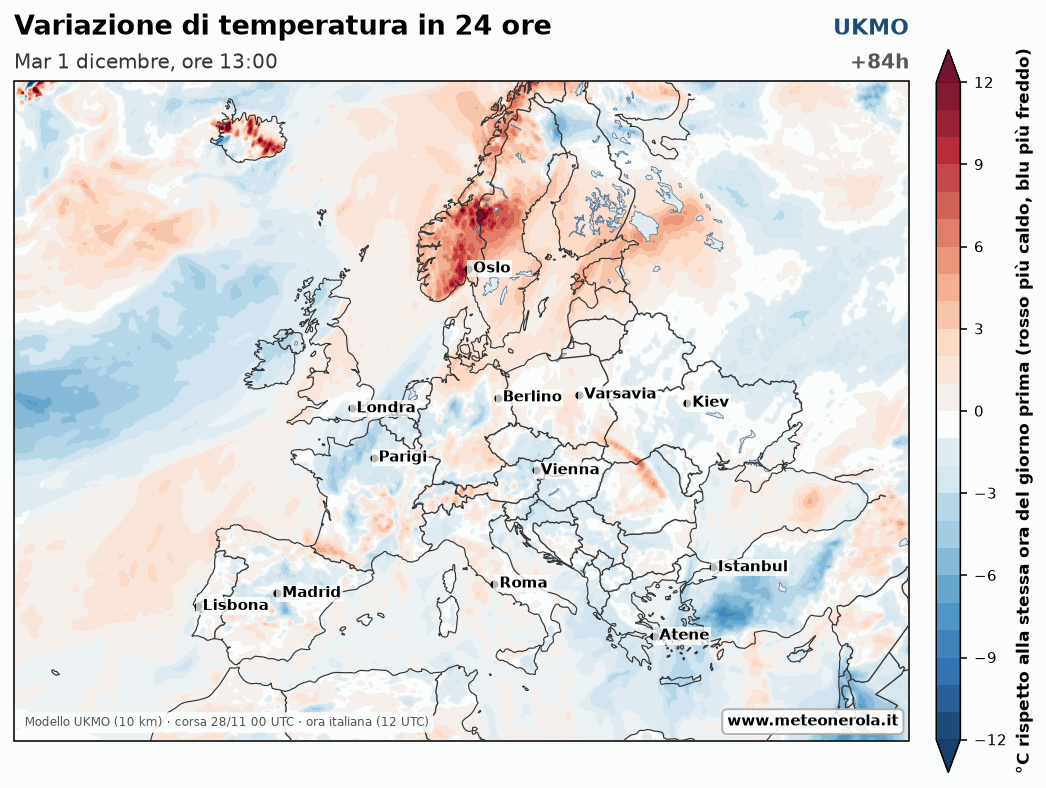 Variazione di temperatura in 24 ore
UKMO
Mar 1 dicembre, ore 13:00
+84h
Oslo
Londra
Berlino
Varsavia
Kiev
Parigi
Vienna
Istanbul
Roma
Madrid
Lisbona
Atene
Modello UKMO (10 km) · corsa 28/11 00 UTC · ora italiana (12 UTC)
www.meteonerola.it
12
9
6
3
0
−3
−6
−9
−12
°C rispetto alla stessa ora del giorno prima (rosso più caldo, blu più freddo)